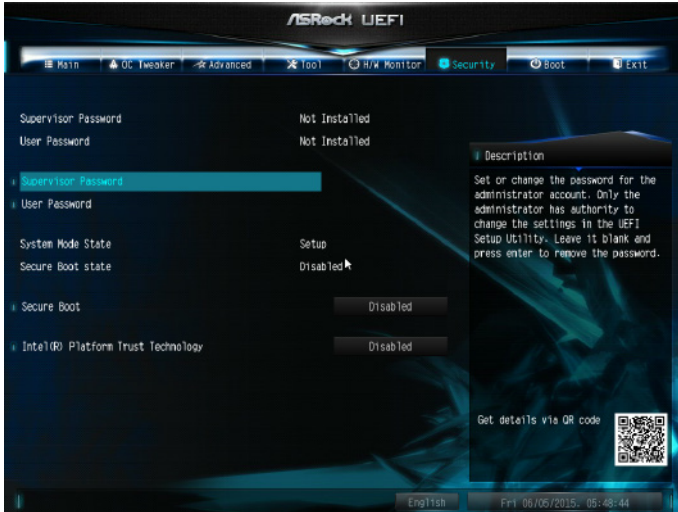 ASRock UEFI
Main OC Tweaker Advanced Tool H/W Monitor Security Boot Exit
Supervisor Password Not Installed
User Password Not Installed
Supervisor Password
User Password
System Mode State Setup
Secure Boot state Disabled
Secure Boot Disabled
Intel(R) Platform Trust Technology Disabled
Description
Set or change the password for the
administrator account. Only the
administrator has authority to
change the settings in the UEFI
Setup Utility. Leave it blank and
press enter to remove the password.
Get details via QR code
English Fri 06/05/2015. 05:48:44